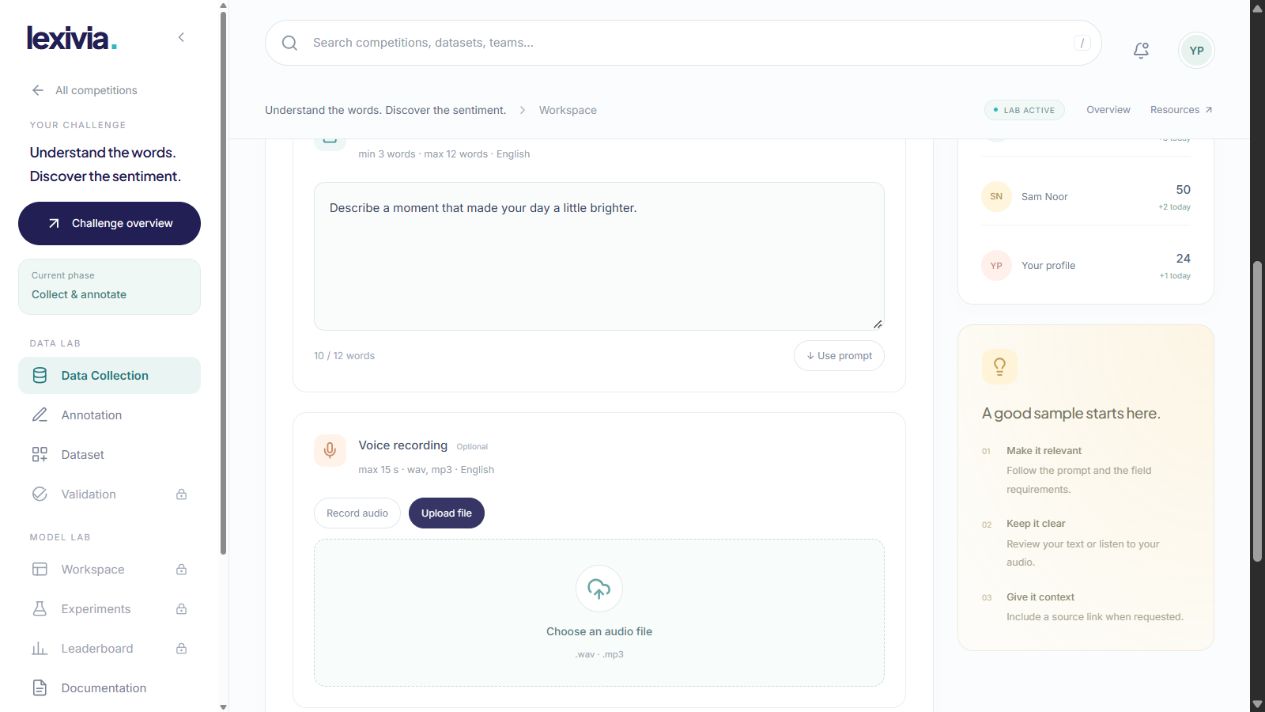 lexivia.
All competitions
YOUR CHALLENGE
Understand the words.
Discover the sentiment.
Challenge overview
Current phase
Collect & annotate
DATA LAB
Data Collection
Annotation
Dataset
Validation
MODEL LAB
Workspace
Experiments
Leaderboard
Documentation
Search competitions, datasets, teams...
/
YP
Understand the words. Discover the sentiment. > Workspace
LAB ACTIVE
Overview
Resources ↗
min 3 words · max 12 words · English
Describe a moment that made your day a little brighter.
10 / 12 words
↓ Use prompt
Voice recording Optional
max 15 s · wav, mp3 · English
Record audio
Upload file
Choose an audio file
.wav · .mp3
SN Sam Noor 50
+2 today
YP Your profile 24
+1 today
A good sample starts here.
01 Make it relevant
Follow the prompt and the field
requirements.
02 Keep it clear
Review your text or listen to your
audio.
03 Give it context
Include a source link when requested.